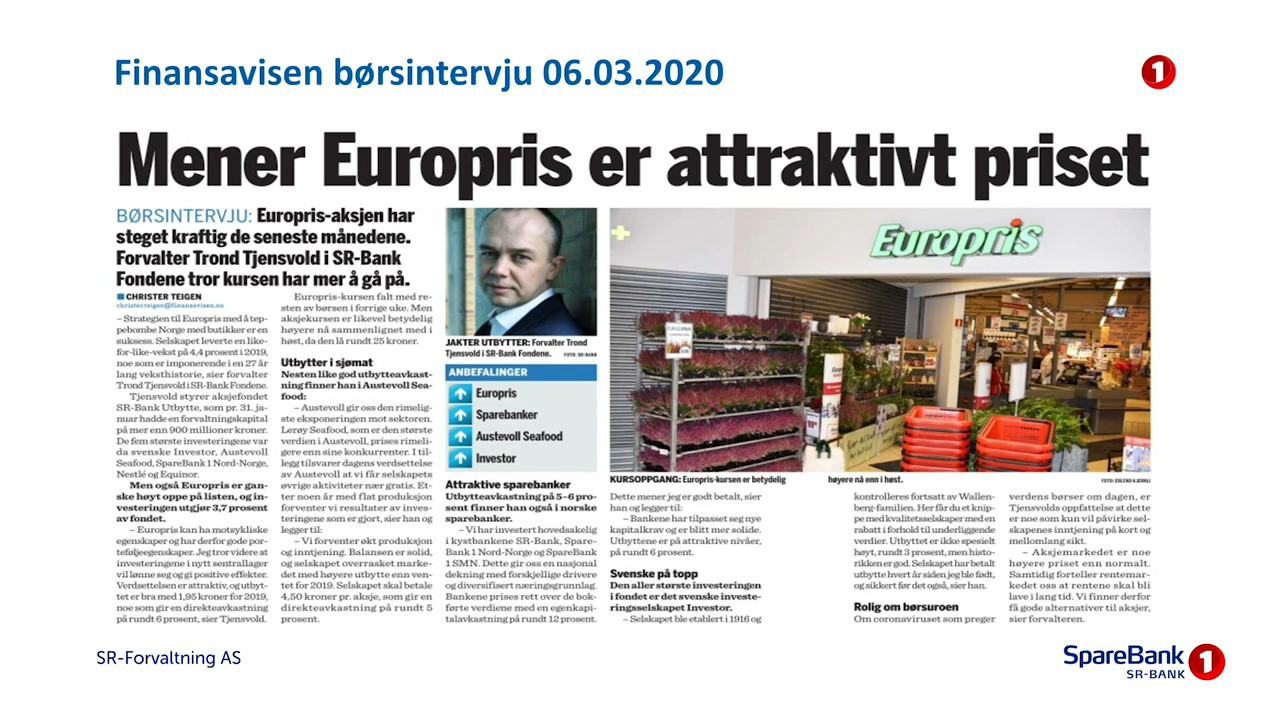 Finansavisen børsintervju 06.03.2020
1
Mener Europris er attraktivt priset
BØRSINTERVJU: Europris-aksjen har
steget kraftig de seneste månedene.
Forvalter Trond Tjensvold i SR-Bank
Fondene tror kursen har mer å gå på.
CHRISTER TEIGEN
christer.teigen@finansavisen.no
– Strategien til Europris med å tep-
pebombe Norge med butikker er en
suksess. Selskapet leverte en like-
for-like-vekst på 4,4 prosent i 2019,
noe som er imponerende i en 27 år
lang veksthistorie, sier forvalter
Trond Tjensvold i SR-Bank Fondene.
Tjensvold styrer aksjefondet
SR-Bank Utbytte, som pr. 31. ja-
nuar hadde en forvaltningskapital
på mer enn 900 millioner kroner.
De fem største investeringene var
da svenske Investor, Austevoll
Seafood, SpareBank 1 Nord-Norge,
Nestlé og Equinor.
Men også Europris er gan-
ske høyt oppe på listen, og in-
vesteringen utgjør 3,7 prosent
av fondet.
– Europris kan ha motsykliske
egenskaper og har derfor gode por-
teføljeegenskaper. Jeg tror videre at
investeringene i nytt sentrallager
vil lønne seg og gi positive effekter.
Verdsettelsen er attraktiv, og utbyt-
tet er bra med 1,95 kroner for 2019,
noe som gir en direkteavkastning
på rundt 6 prosent, sier Tjensvold.
Europris-kursen falt med re-
sten av børsen i forrige uke. Men
aksjekursen er likevel betydelig
høyere nå sammenlignet med i
høst, da den lå rundt 25 kroner.
Utbytter i sjømat
Nesten like god utbytteavkast-
ning finner han i Austevoll Sea-
food:
– Austevoll gir oss den rimelig-
ste eksponeringen mot sektoren.
Lerøy Seafood, som er den største
verdien i Austevoll, prises rimeli-
gere enn sine konkurrenter. I til-
legg tilsvarer dagens verdsettelse
av Austevoll at vi får selskapets
øvrige aktiviteter nær gratis. Et-
ter noen år med flat produksjon
forventer vi resultater av inves-
teringene som er gjort, sier han og
legger til:
– Vi forventer økt produksjon
og inntjening. Balansen er solid,
og selskapet overrasket marke-
det med høyere utbytte enn ven-
tet for 2019. Selskapet skal betale
4,50 kroner pr. aksje, som gir en
direkteavkastning på rundt 5
prosent.
JAKTER UTBYTTER: Forvalter Trond
Tjensvold i SR-Bank Fondene. FOTO: SR-BANK
ANBEFALINGER
Europris
Sparebanker
Austevoll Seafood
Investor
Attraktive sparebanker
Utbytteavkastning på 5–6 pro-
sent finner han også i norske
sparebanker.
– Vi har investert hovedsakelig
i kystbankene SR-Bank, Spare-
Bank 1 Nord-Norge og SpareBank
1 SMN. Dette gir oss en nasjonal
dekning med forskjellige drivere
og diversifisert næringsgrunnlag.
Bankene prises rett over de bok-
førte verdiene med en egenkapi-
talavkastning på rundt 12 prosent.
Europris
KURSOPPGANG: Europris-kursen er betydelig
høyere nå enn i høst.
FOTO: EIBLEND BJERKLI
Dette mener jeg er godt betalt, sier
han og legger til:
– Bankene har tilpasset seg nye
kapitalkrav og er blitt mer solide.
Utbyttene er på attraktive nivåer,
på rundt 6 prosent.
Svenske på topp
Den aller største investeringen
i fondet er det svenske investe-
ringsselskapet Investor.
– Selskapet ble etablert i 1916 og
kontrolleres fortsatt av Wallen-
berg-familien. Her får du et knip-
pe med kvalitetsselskaper med en
rabatt i forhold til underliggende
verdier. Utbyttet er ikke spesielt
høyt, rundt 3 prosent, men histo-
rikken er god. Selskapet har betalt
utbytte hvert år siden jeg ble født,
og sikkert før det også, sier han.
Rolig om børsuroen
Om coronaviruset som preger
verdens børser om dagen, er
Tjensvolds oppfattelse at dette
er noe som kun vil påvirke sel-
skapenes inntjening på kort og
mellomlang sikt.
– Aksjemarkedet er noe
høyere priset enn normalt.
Samtidig forteller rentemar-
kedet oss at rentene skal bli
lave i lang tid. Vi finner derfor
få gode alternativer til aksjer,
sier forvalteren.
SR-Forvaltning AS
SpareBank 1
SR-BANK